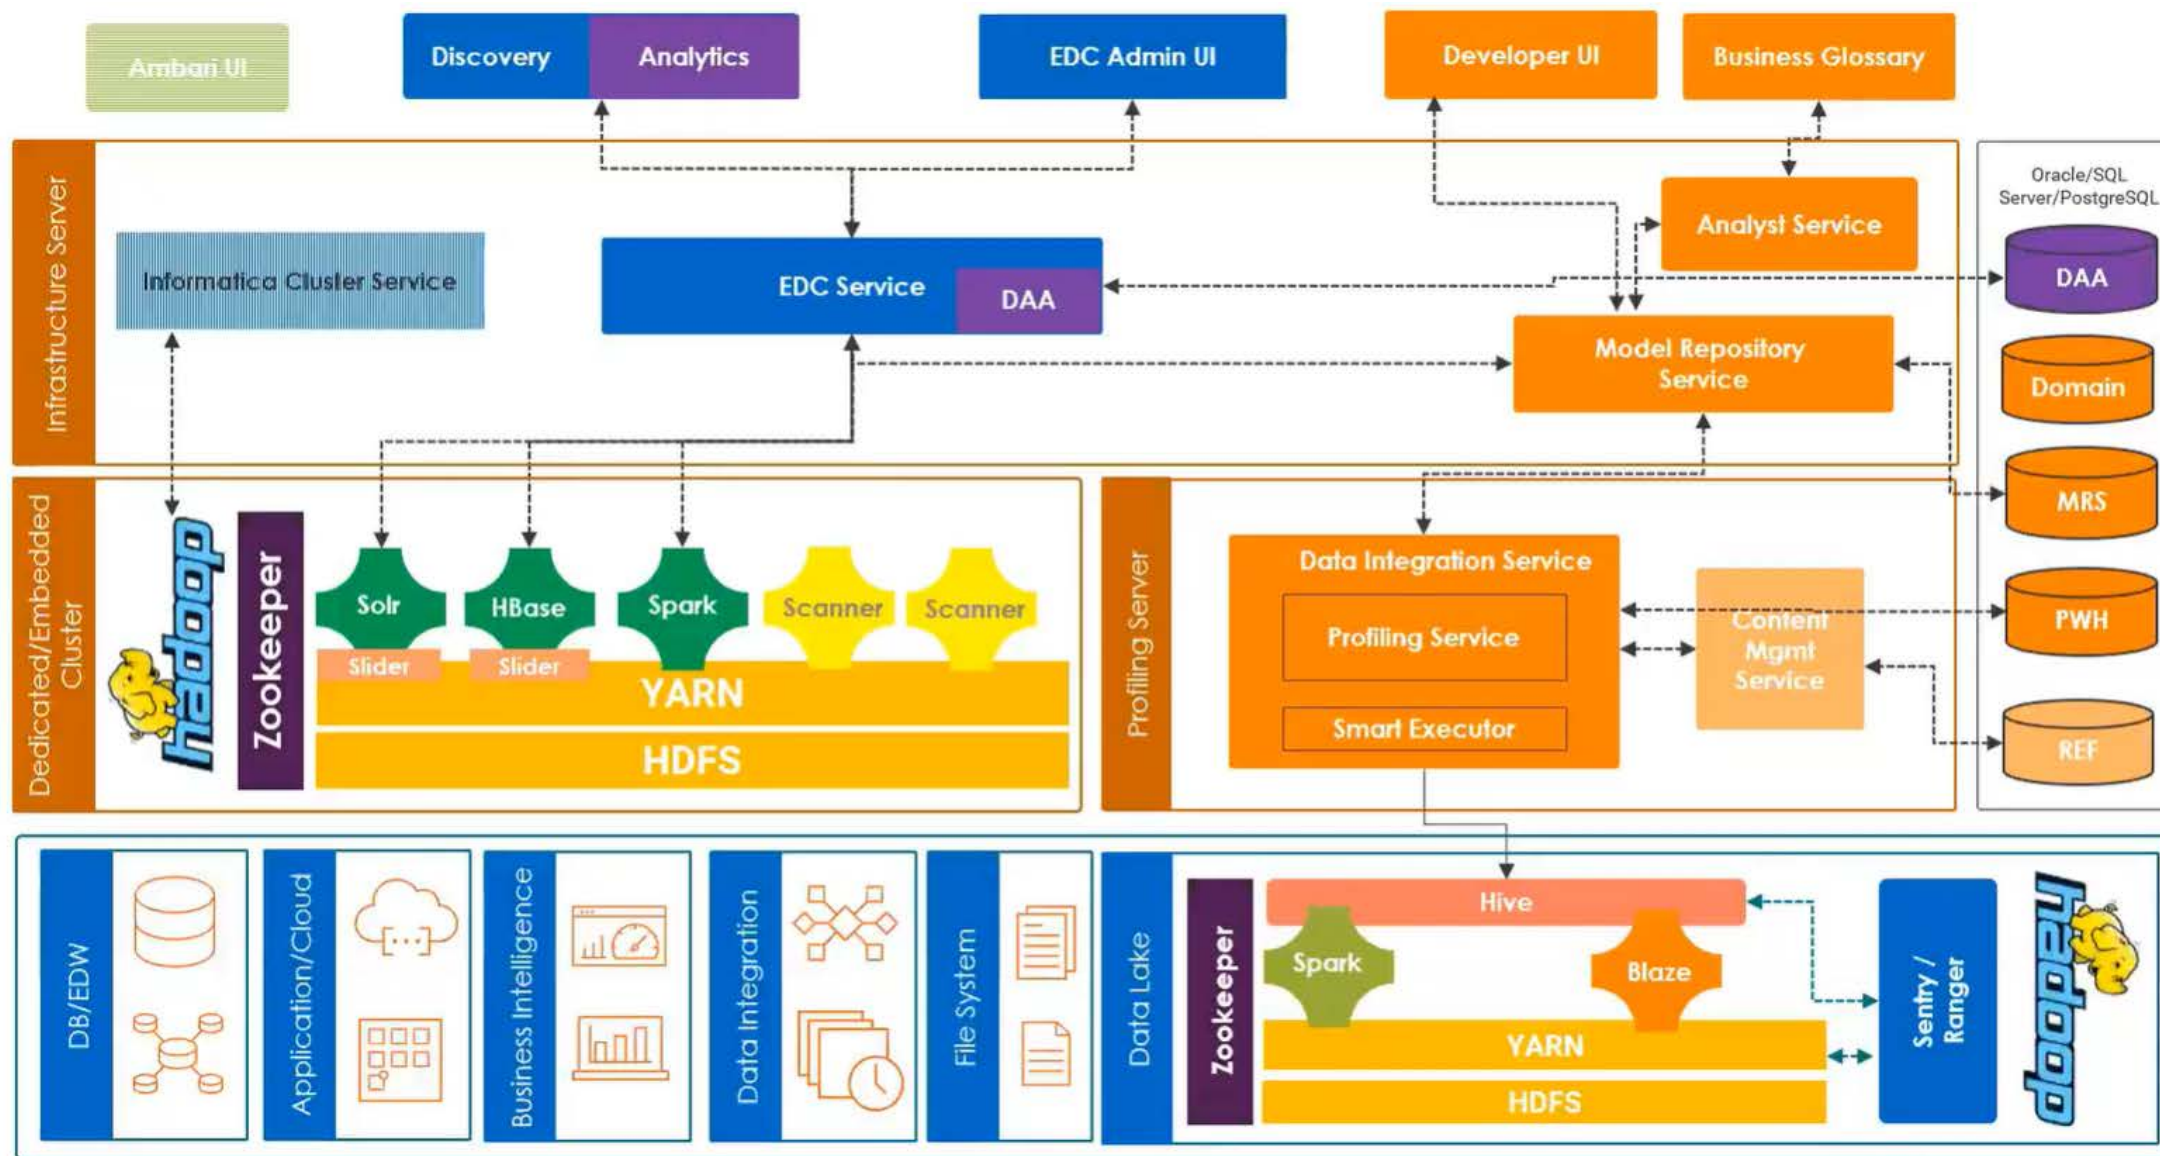 Ambari UI
Discovery
Analytics
EDC Admin UI
Developer UI
Business Glossary
Infrastructure Server
Informatica Cluster Service
EDC Service
DAA
Analyst Service
Model Repository
Service
Oracle/SQL
Server/PostgreSQL
DAA
Domain
MRS
PWH
REF
Dedicated/Embedded
Cluster
hadoop
Zookeeper
Solr
HBase
Spark
Scanner
Scanner
Slider
Slider
YARN
HDFS
Profiling Server
Data Integration Service
Profiling Service
Smart Executor
Content
Mgmt
Service
DB/EDW
Application/Cloud
Business Intelligence
Data Integration
File System
Data Lake
Zookeeper
Hive
Spark
Blaze
YARN
HDFS
Sentry /
Ranger
hadoop